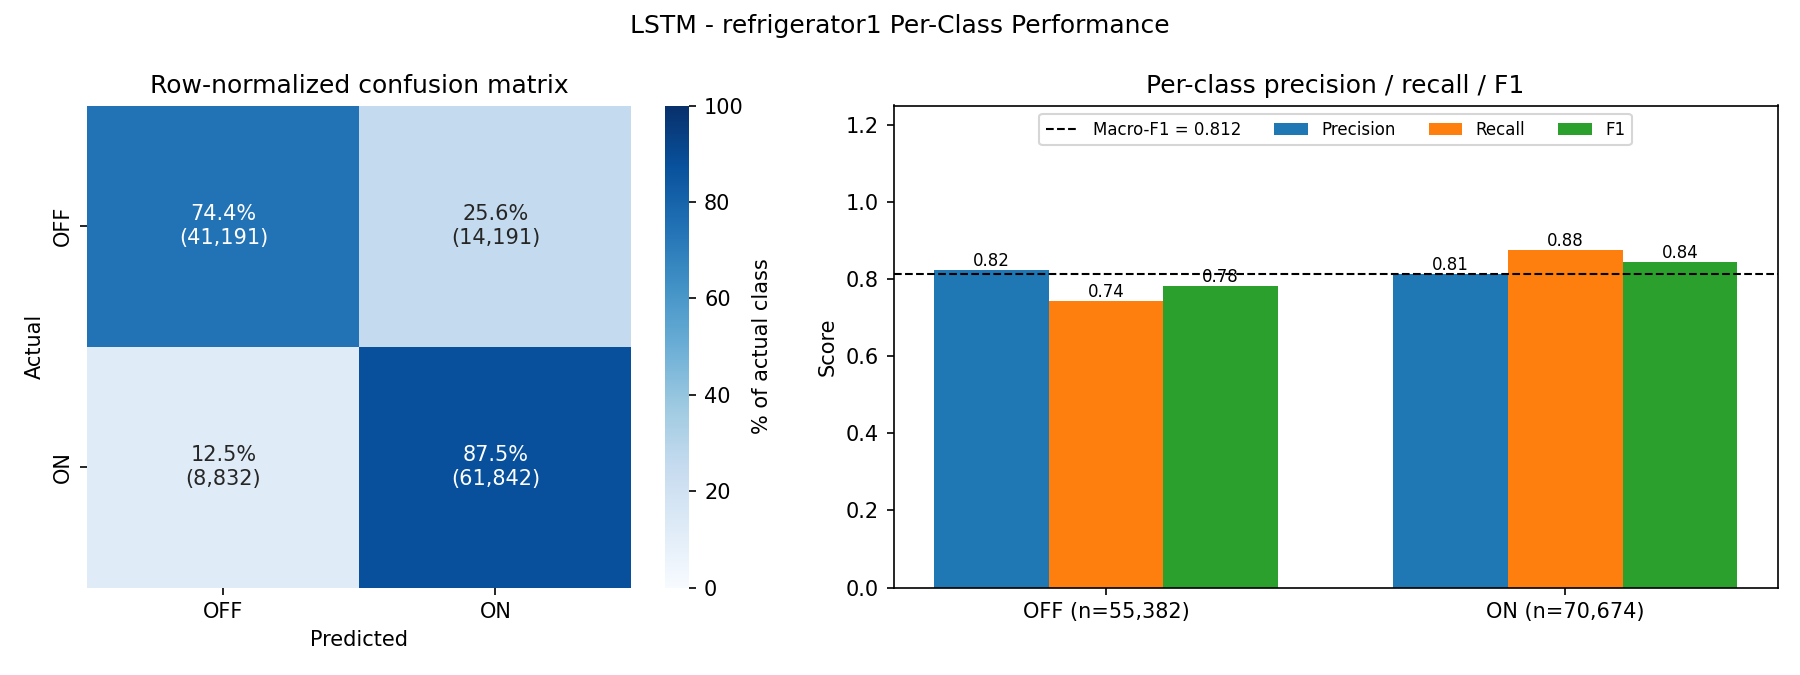 LSTM - refrigerator1 Per-Class Performance
Row-normalized confusion matrix
OFF
ON
Actual
74.4%
(41,191)
25.6%
(14,191)
12.5%
(8,832)
87.5%
(61,842)
OFF
ON
Predicted
100
80
60
40
20
0
% of actual class
Per-class precision / recall / F1
Macro-F1 = 0.812
Precision
Recall
F1
1.2
1.0
0.8
0.6
0.4
0.2
0.0
Score
0.82
0.74
0.78
0.81
0.88
0.84
OFF (n=55,382)
ON (n=70,674)